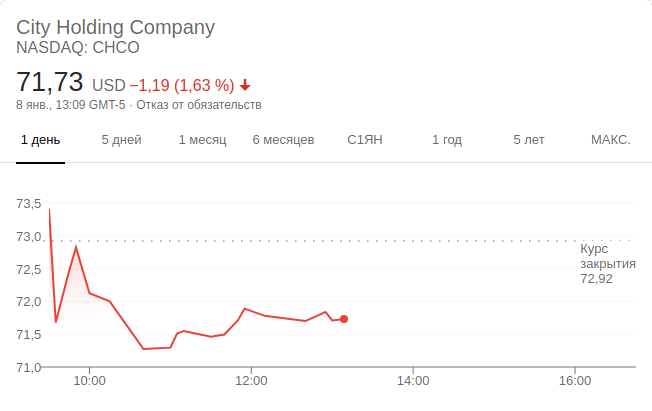 City Holding Company
NASDAQ: CHCO
71,73 USD −1,19 (1,63 %)
8 янв., 13:09 GMT-5 · Отказ от обязательств
1 день 5 дней 1 месяц 6 месяцев С1ЯН 1 год 5 лет МАКС.
73,5
73,0
Курс
закрытия
72,92
72,5
72,0
71,5
71,0
10:00 12:00 14:00 16:00